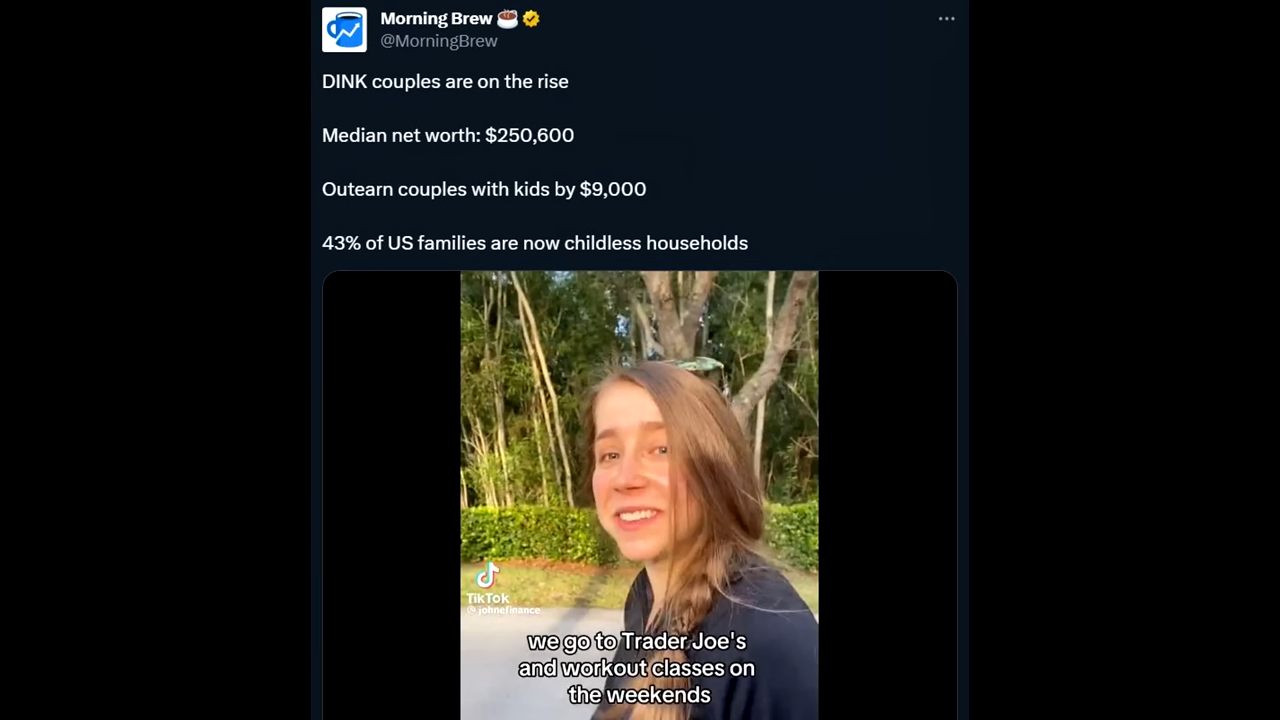 Morning Brew
@MorningBrew
DINK couples are on the rise
Median net worth: $250,600
Outearn couples with kids by $9,000
43% of US families are now childless households
TikTok
@johnefinance
we go to Trader Joe's
and workout classes on
the weekends